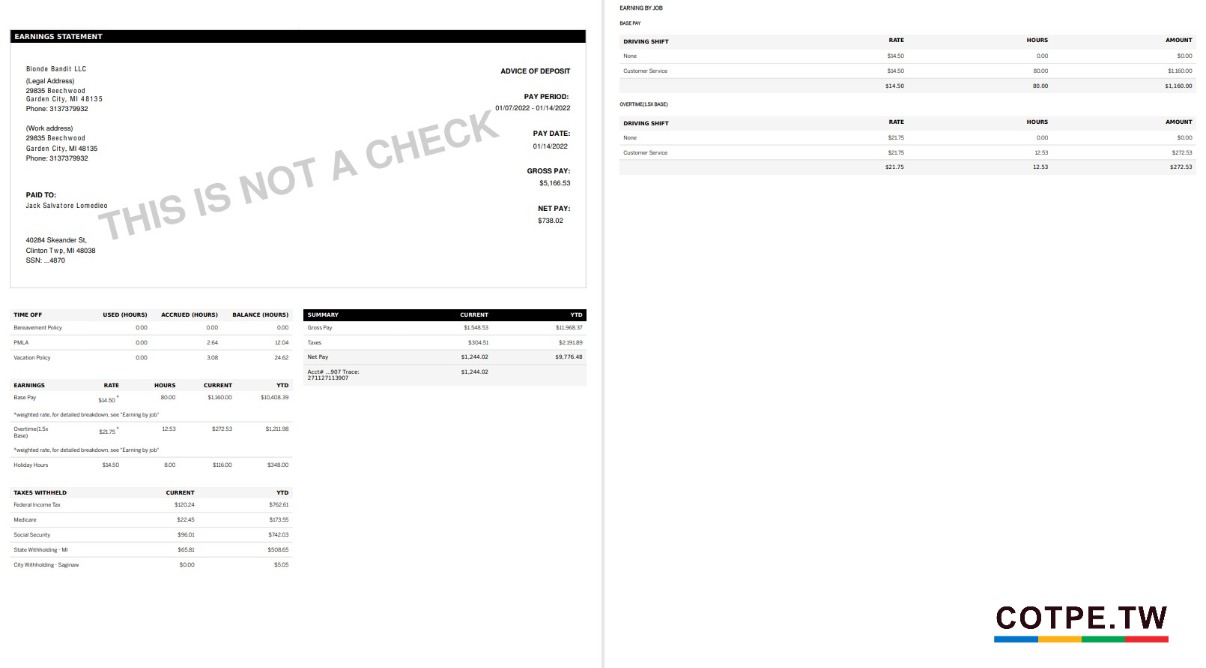 EARNINGS STATEMENT
Blonde Bandit LLC
(Legal Address)
29835 Beechwood
Garden City, MI 48135
Phone: 3137379932
(Work address)
29835 Beechwood
Garden City, MI 48135
Phone: 3137379932
PAID TO:
Jack Salvatore Lomedico
40284 Skeander St,
Clinton Twp, MI 48038
SSN: ...4870
ADVICE OF DEPOSIT
PAY PERIOD:
01/07/2022 - 01/14/2022
PAY DATE:
01/14/2022
GROSS PAY:
$5,166.53
NET PAY:
$738.02
THIS IS NOT A CHECK
TIME OFF USED (HOURS) ACCRUED (HOURS) BALANCE (HOURS)
Bereavement Policy 0.00 0.00 0.00
PMLA 0.00 2.64 12.04
Vacation Policy 0.00 3.08 24.62
EARNINGS RATE HOURS CURRENT YTD
Base Pay $14.50 * 80.00 $1,160.00 $10,408.39
*weighted rate, for detailed breakdown, see "Earning by job"
Overtime(1.5x $21.75 * 12.53 $272.53 $1,211.98
Base)
*weighted rate, for detailed breakdown, see "Earning by job"
Holiday Hours $14.50 8.00 $116.00 $348.00
TAXES WITHHELD CURRENT YTD
Federal Income Tax $120.24 $762.61
Medicare $22.45 $173.55
Social Security $96.01 $742.03
State Withholding - MI $65.81 $508.65
City Withholding - Saginaw $0.00 $5.05
SUMMARY CURRENT YTD
Gross Pay $1,548.53 $11,968.37
Taxes $304.51 $2,191.89
Net Pay $1,244.02 $9,776.48
Acct# ...907 Trace: $1,244.02
271127113907
EARNING BY JOB
BASE PAY
DRIVING SHIFT RATE HOURS AMOUNT
None $14.50 0.00 $0.00
Customer Service $14.50 80.00 $1,160.00
$14.50 80.00 $1,160.00
OVERTIME(1.5X BASE)
DRIVING SHIFT RATE HOURS AMOUNT
None $21.75 0.00 $0.00
Customer Service $21.75 12.53 $272.53
$21.75 12.53 $272.53
COTPE.TW